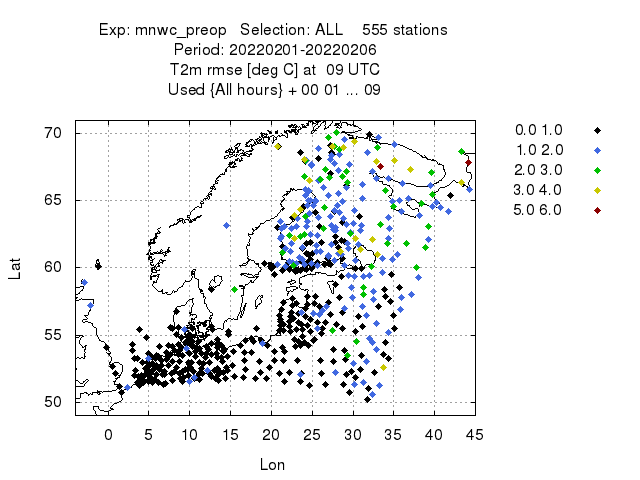 Exp: mnwc_preop Selection: ALL 555 stations
Period: 20220201-20220206
T2m rmse [deg C] at 09 UTC
Used {All hours} + 00 01 ... 09
70
65
60
55
50
0 5 10 15 20 25 30 35 40 45
Lat
Lon
0.0 1.0
1.0 2.0
2.0 3.0
3.0 4.0
5.0 6.0